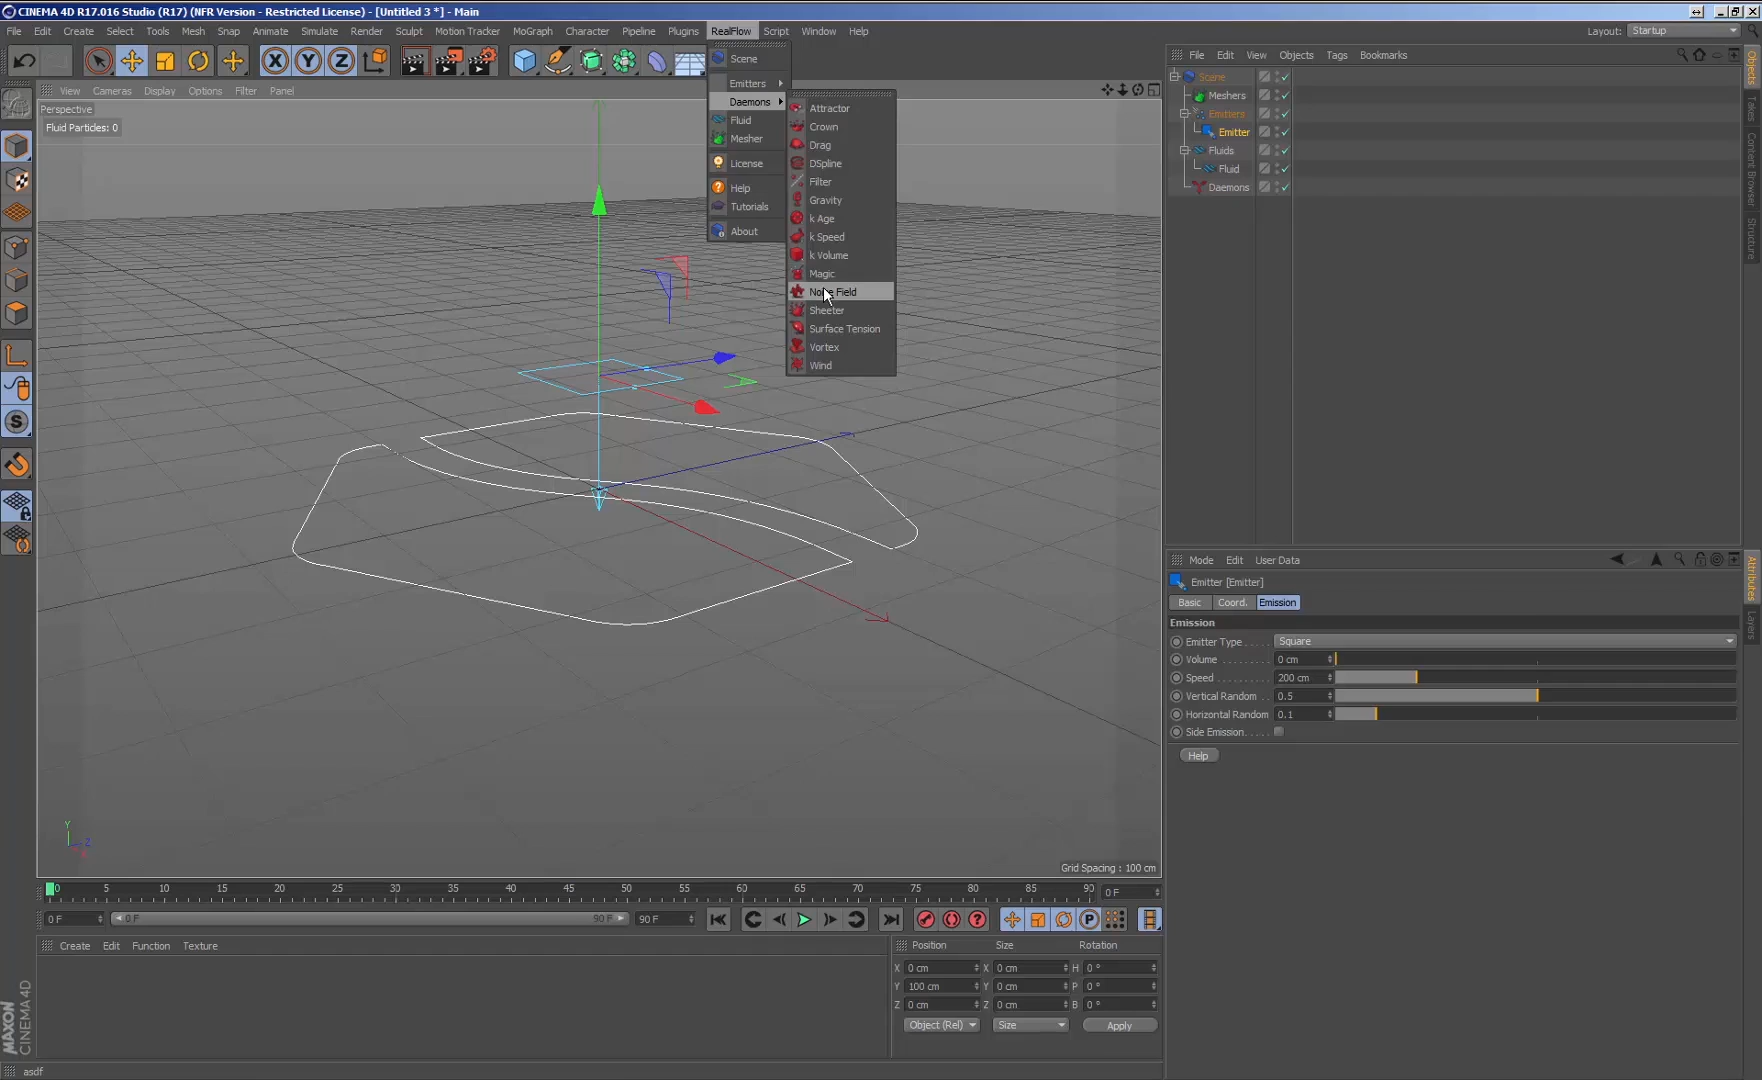 CINEMA 4D R17.016 Studio (R17) (NFR Version - Restricted License) - [Untitled 3 *] - Main
File Edit Create Select Tools Mesh Snap Animate Simulate Render Sculpt Motion Tracker MoGraph Character Pipeline Plugins RealFlow Script Window Help
Layout: Startup
X Y Z
View Cameras Display Options Filter Panel
Perspective
Fluid Particles: 0
Scene
Emitters
Daemons
Fluid
Mesher
License
Help
Tutorials
About
Attractor
Crown
Drag
DSpline
Filter
Gravity
k Age
k Speed
k Volume
Magic
Field
Sheeter
Surface Tension
Vortex
Wind
Y
Z
Grid Spacing : 100 cm
File Edit View Objects Tags Bookmarks
Scene
Meshers
Emitters
Emitter
Fluids
Fluid
Daemons
Objects
Takes
Content Browser
Structure
Mode Edit User Data
Emitter [Emitter]
Basic Coord. Emission
Emission
Emitter Type . . . . . Square
Volume . . . . . . . . . 0 cm
Speed . . . . . . . . . . 200 cm
Vertical Random . . 0.5
Horizontal Random 0.1
Side Emission. . . . .
Help
Attributes
Layers
0 5 10 15 20 25 30 35 40 45 50 55 60 65 70 75 80 85 90 0 F
0 F 0 F 90 F 90 F
Create Edit Function Texture
Position Size Rotation
X 0 cm X 0 cm H 0 °
Y 100 cm Y 0 cm P 0 °
Z 0 cm Z 0 cm B 0 °
Object (Rel) Size Apply
MAXON
CINEMA 4D
asdf